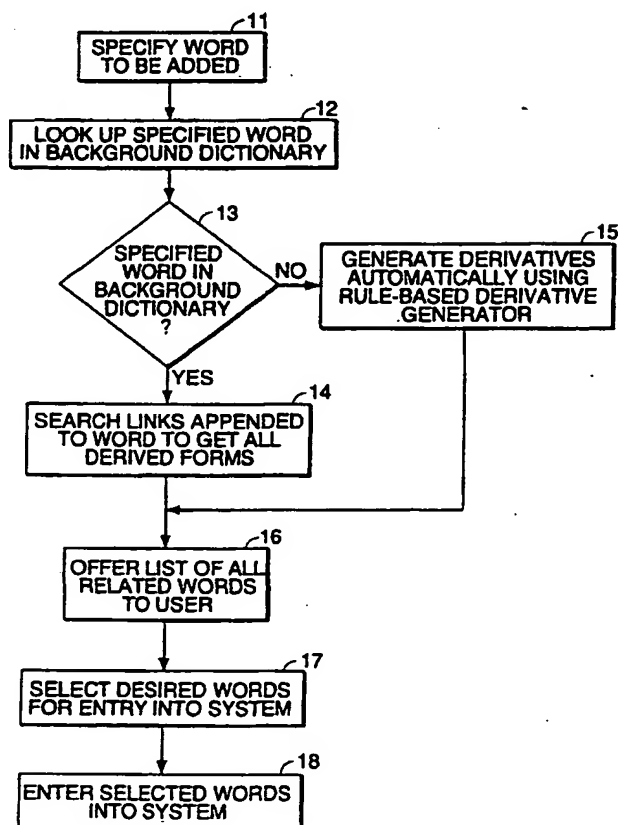 11
SPECIFY WORD
TO BE ADDED
12
LOOK UP SPECIFIED WORD
IN BACKGROUND DICTIONARY
13
SPECIFIED
WORD IN
BACKGROUND
DICTIONARY
?
NO
15
GENERATE DERIVATIVES
AUTOMATICALLY USING
RULE-BASED DERIVATIVE
GENERATOR
YES
14
SEARCH LINKS APPENDED
TO WORD TO GET ALL
DERIVED FORMS
16
OFFER LIST OF ALL
RELATED WORDS
TO USER
17
SELECT DESIRED WORDS
FOR ENTRY INTO SYSTEM
18
ENTER SELECTED WORDS
INTO SYSTEM